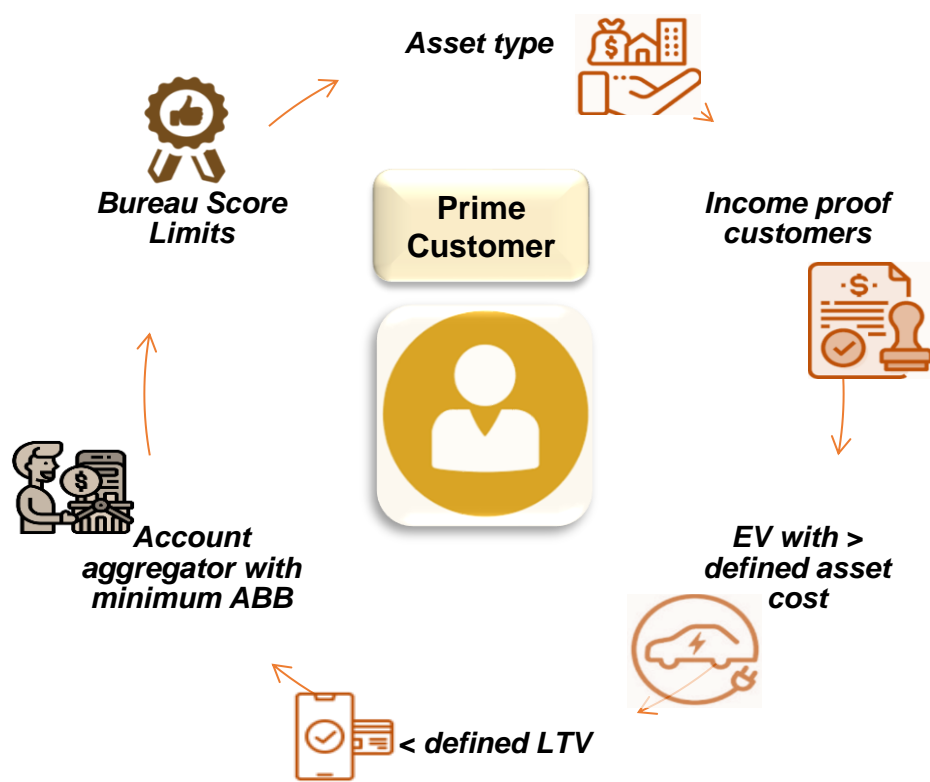 Asset type
Prime
Customer
Income proof
customers
EV with >
defined asset
cost
< defined LTV
Account
aggregator with
minimum ABB
Bureau Score
Limits